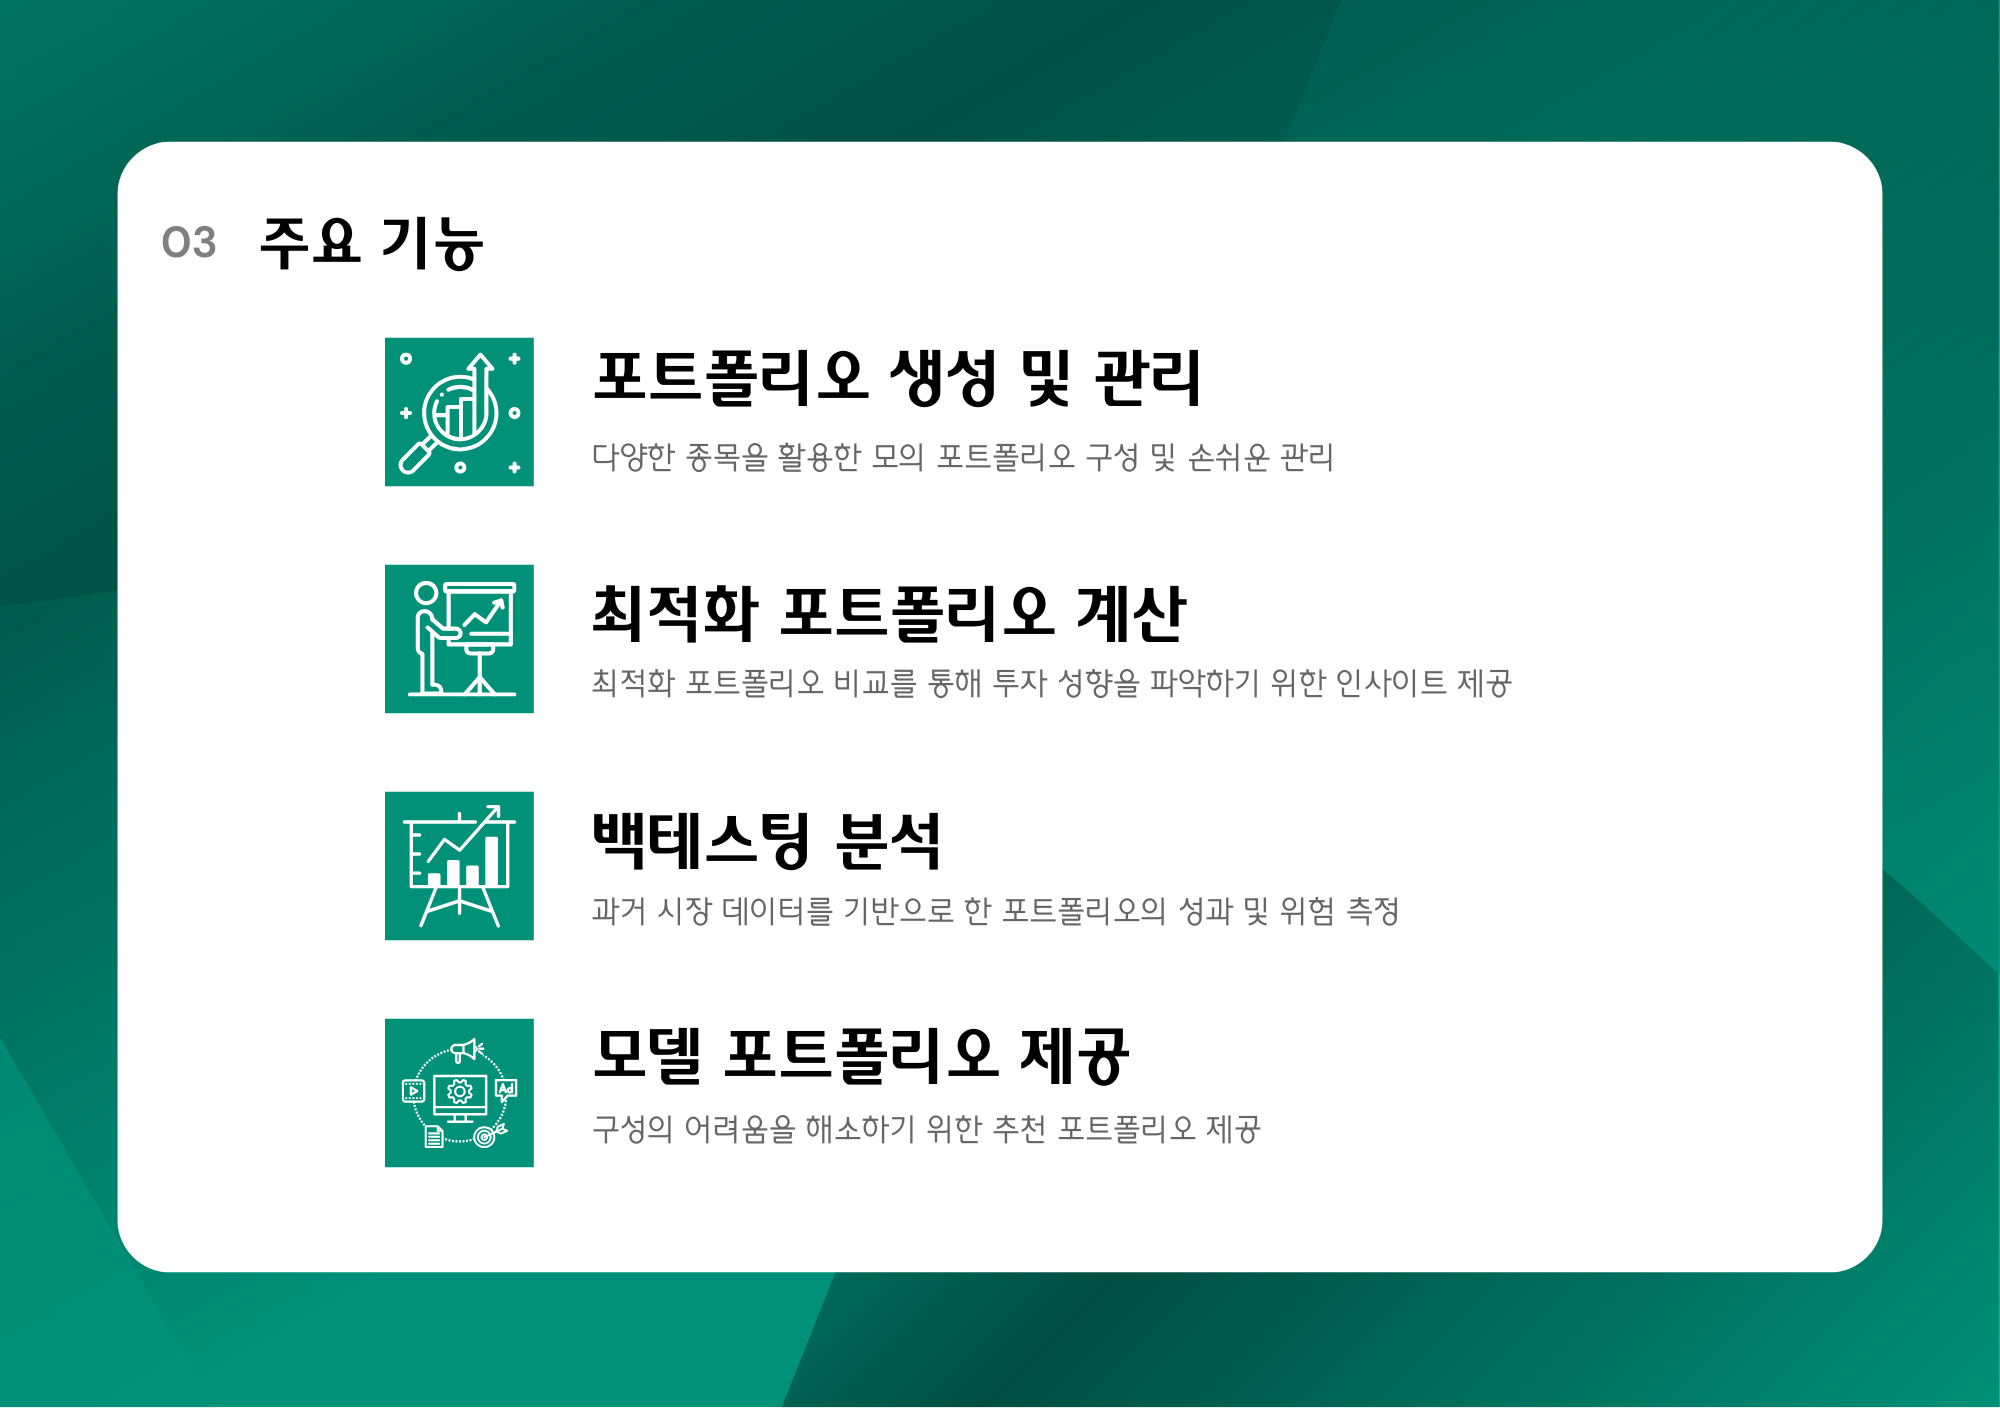 03 주요 기능
포트폴리오 생성 및 관리
다양한 종목을 활용한 모의 포트폴리오 구성 및 손쉬운 관리
최적화 포트폴리오 계산
최적화 포트폴리오 비교를 통해 투자 성향을 파악하기 위한 인사이트 제공
백테스팅 분석
과거 시장 데이터를 기반으로 한 포트폴리오의 성과 및 위험 측정
모델 포트폴리오 제공
Ad
구성의 어려움을 해소하기 위한 추천 포트폴리오 제공